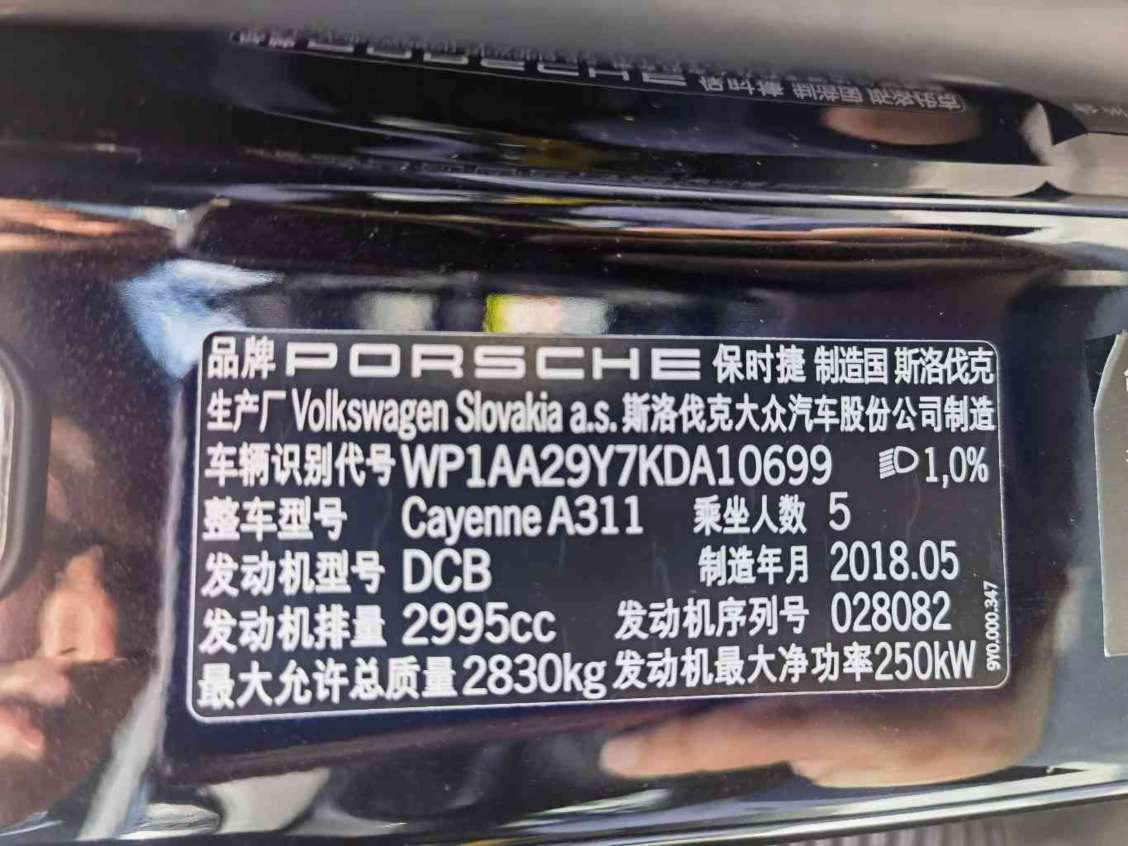 品牌 PORSCHE 保时捷 制造国 斯洛伐克
生产厂 Volkswagen Slovakia a.s. 斯洛伐克大众汽车股份公司制造
车辆识别代号 WP1AA29Y7KDA10699 1,0%
整车型号 Cayenne A311 乘坐人数 5
发动机型号 DCB 制造年月 2018.05
发动机排量 2995cc 发动机序列号 028082
最大允许总质量 2830kg 发动机最大净功率 250kW
9Y0.000.347